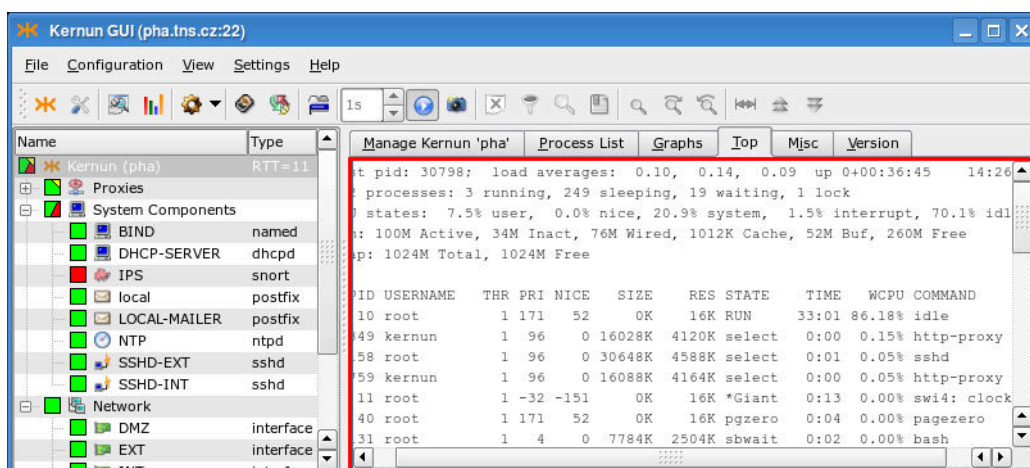 Kernun GUI (pha.tns.cz:22)
File Configuration View Settings Help
1s
Name Type
Kernun (pha) RTT=11
Proxies
System Components
BIND named
DHCP-SERVER dhcpd
IPS snort
local postfix
LOCAL-MAILER postfix
NTP ntpd
SSHD-EXT sshd
SSHD-INT sshd
Network
DMZ interface
EXT interface
Manage Kernun 'pha' Process List Graphs Top Misc Version
st pid: 30798; load averages: 0.10, 0.14, 0.09 up 0+00:36:45 14:26
processes: 3 running, 249 sleeping, 19 waiting, 1 lock
states: 7.5% user, 0.0% nice, 20.9% system, 1.5% interrupt, 70.1% idl
: 100M Active, 34M Inact, 76M Wired, 1012K Cache, 52M Buf, 260M Free
ap: 1024M Total, 1024M Free
PID USERNAME THR PRI NICE SIZE RES STATE TIME WCPU COMMAND
10 root 1 171 52 0K 16K RUN 33:01 86.18% idle
349 kernun 1 96 0 16028K 4120K select 0:00 0.15% http-proxy
58 root 1 96 0 30648K 4588K select 0:01 0.05% sshd
759 kernun 1 96 0 16088K 4164K select 0:00 0.05% http-proxy
11 root 1 -32 -151 0K 16K *Giant 0:13 0.00% swi4: clock
40 root 1 171 52 0K 16K pgzero 0:04 0.00% pagezero
31 root 1 4 0 7784K 2504K sbwait 0:02 0.00% bash